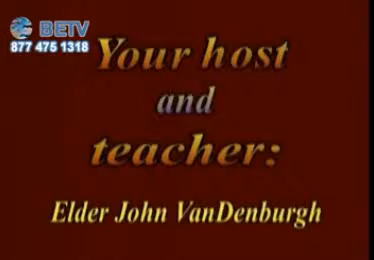 BETV
877 475 1318
Your host
and
teacher:
Elder John VanDenburgh